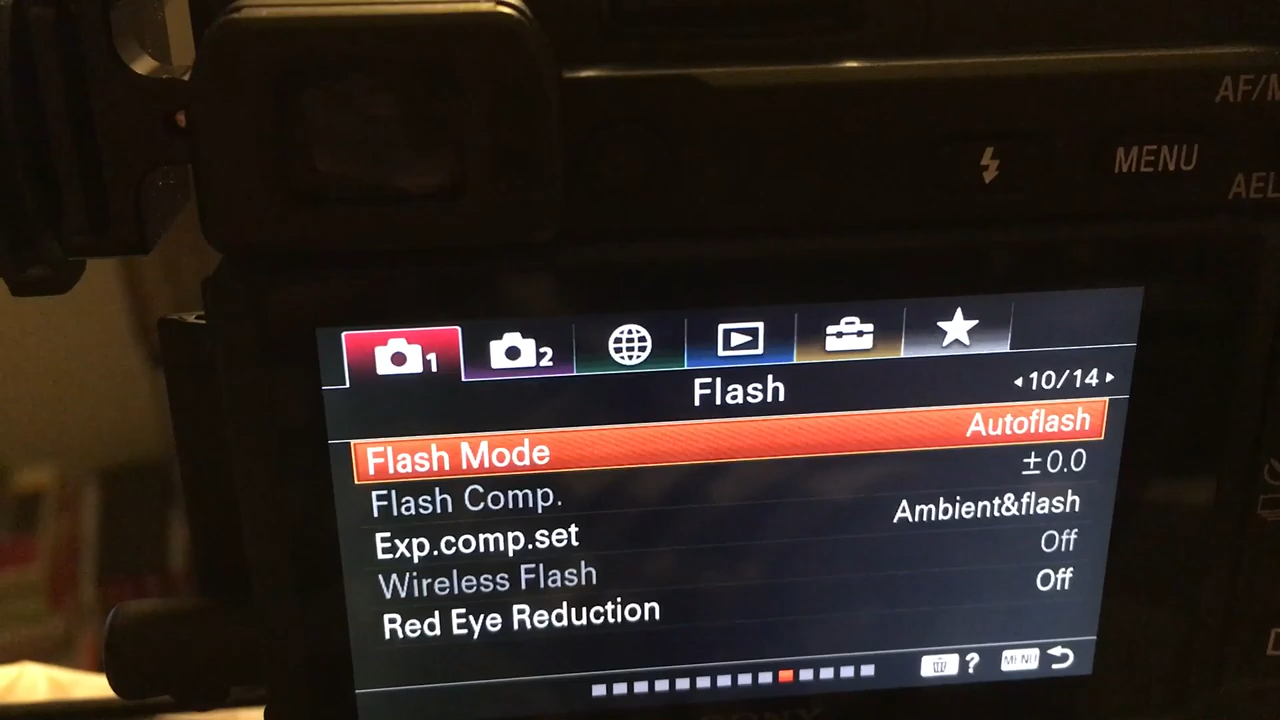 AF/M
MENU
AEL
1 2
Flash
10/14
Flash Mode Autoflash
Flash Comp. ±0.0
Exp.comp.set Ambient&flash
Wireless Flash Off
Red Eye Reduction Off
? MENU
SONY